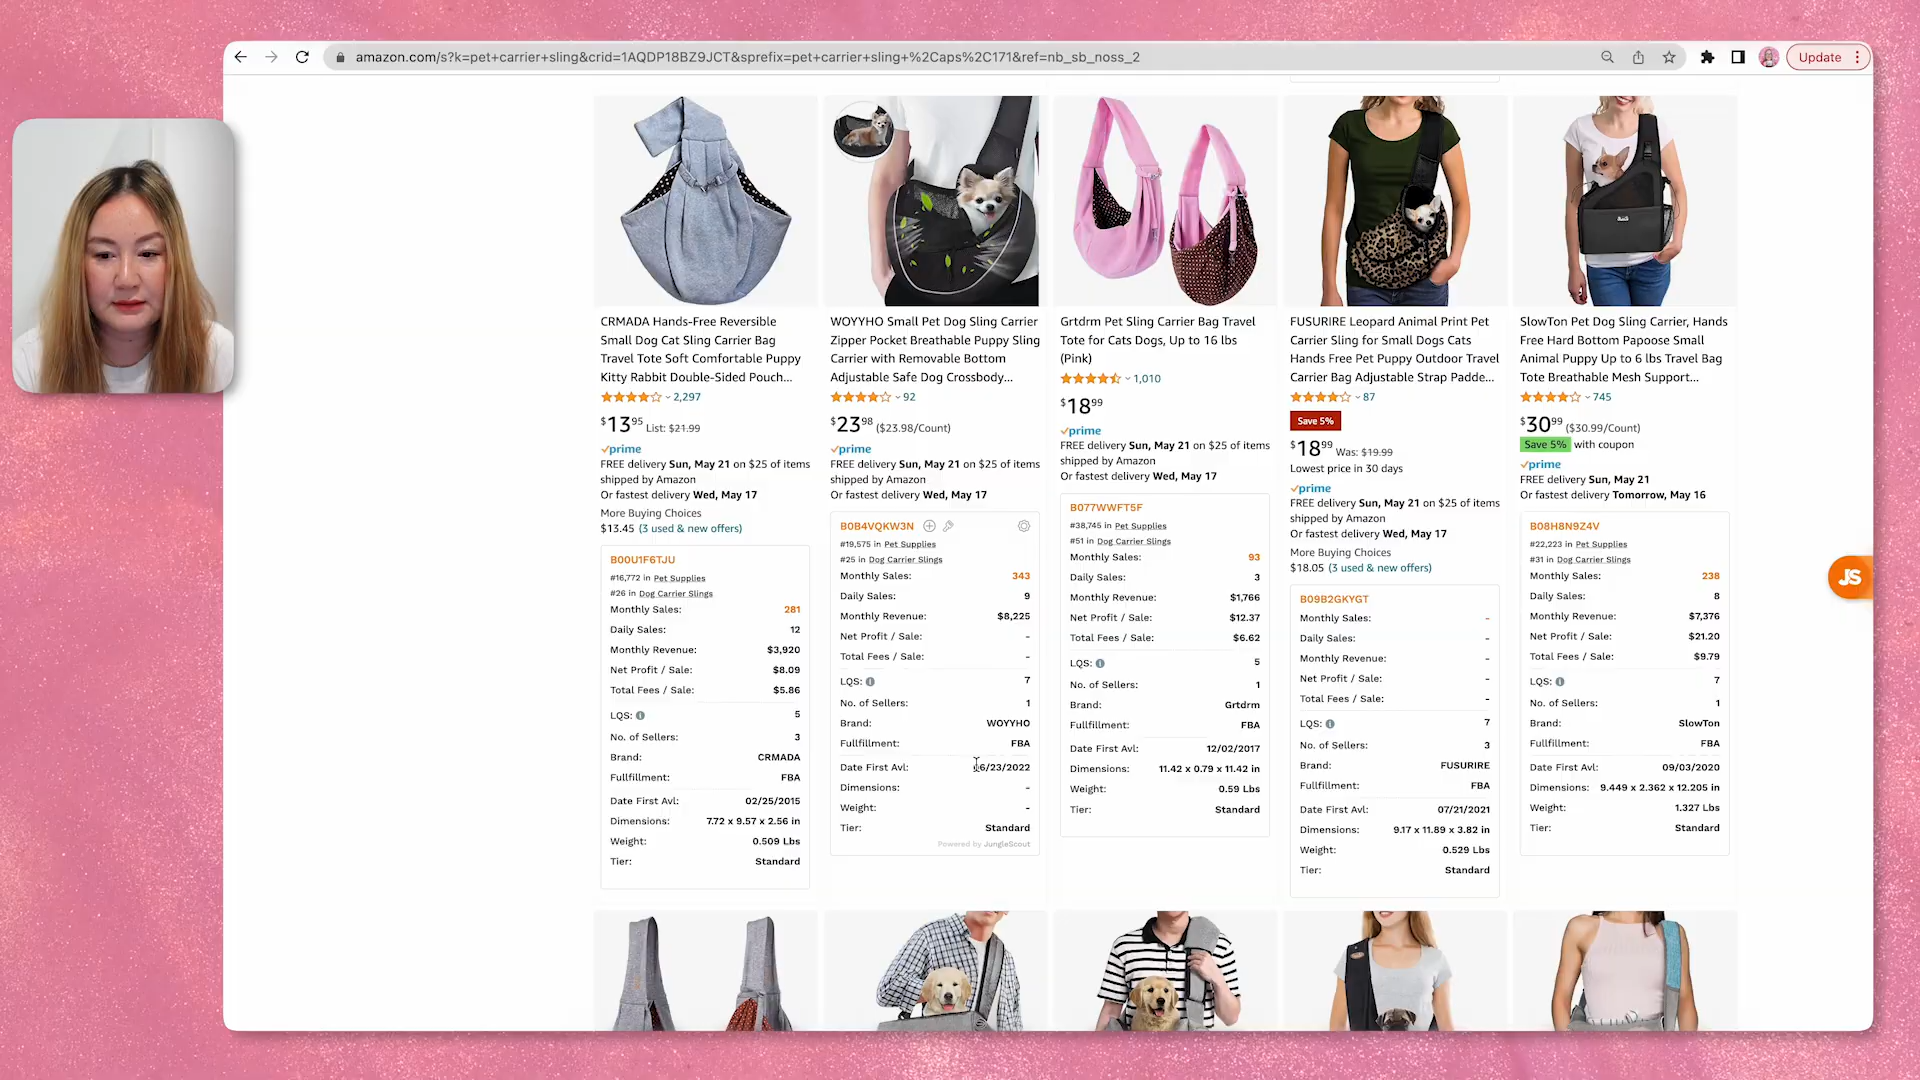 amazon.com/s?k=pet+carrier+sling&crid=1AQDP18BZ9JCT&sprefix=pet+carrier+sling+%2Caps%2C171&ref=nb_sb_noss_2
Update
CRMADA Hands-Free Reversible
Small Dog Cat Sling Carrier Bag
Travel Tote Soft Comfortable Puppy
Kitty Rabbit Double-Sided Pouch...
2,297
$13.95 List: $21.99
prime
FREE delivery Sun, May 21 on $25 of items
shipped by Amazon
Or fastest delivery Wed, May 17
More Buying Choices
$13.45 (3 used & new offers)
B00U1F6TJU
#16,772 in Pet Supplies
#26 in Dog Carrier Slings
Monthly Sales: 281
Daily Sales: 12
Monthly Revenue: $3,920
Net Profit / Sale: $8.09
Total Fees / Sale: $5.86
LQS: 5
No. of Sellers: 3
Brand: CRMADA
Fullfillment: FBA
Date First Avl: 02/25/2015
Dimensions: 7.72 x 9.57 x 2.56 in
Weight: 0.509 Lbs
Tier: Standard
WOYYHO Small Pet Dog Sling Carrier
Zipper Pocket Breathable Puppy Sling
Carrier with Removable Bottom
Adjustable Safe Dog Crossbody...
92
$23.98 ($23.98/Count)
prime
FREE delivery Sun, May 21 on $25 of items
shipped by Amazon
Or fastest delivery Wed, May 17
B0B4VQKW3N
#19,575 in Pet Supplies
#25 in Dog Carrier Slings
Monthly Sales: 343
Daily Sales: 9
Monthly Revenue: $8,225
Net Profit / Sale: -
Total Fees / Sale: -
LQS: 7
No. of Sellers: 1
Brand: WOYYHO
Fullfillment: FBA
Date First Avl: 6/23/2022
Dimensions: -
Weight: -
Tier: Standard
Powered by JungleScout
Grtdrm Pet Sling Carrier Bag Travel
Tote for Cats Dogs, Up to 16 lbs
(Pink)
1,010
$18.99
prime
FREE delivery Sun, May 21 on $25 of items
shipped by Amazon
Or fastest delivery Wed, May 17
B077WWFT5F
#38,745 in Pet Supplies
#51 in Dog Carrier Slings
Monthly Sales: 93
Daily Sales: 3
Monthly Revenue: $1,766
Net Profit / Sale: $12.37
Total Fees / Sale: $6.62
LQS: 5
No. of Sellers: 1
Brand: Grtdrm
Fullfillment: FBA
Date First Avl: 12/02/2017
Dimensions: 11.42 x 0.79 x 11.42 in
Weight: 0.59 Lbs
Tier: Standard
FUSURIRE Leopard Animal Print Pet
Carrier Sling for Small Dogs Cats
Hands Free Pet Puppy Outdoor Travel
Carrier Bag Adjustable Strap Padde...
87
Save 5%
$18.99 Was: $19.99
Lowest price in 30 days
prime
FREE delivery Sun, May 21 on $25 of items
shipped by Amazon
Or fastest delivery Wed, May 17
More Buying Choices
$18.05 (3 used & new offers)
B09B2GKYGT
Monthly Sales: -
Daily Sales: -
Monthly Revenue: -
Net Profit / Sale: -
Total Fees / Sale: -
LQS: 7
No. of Sellers: 3
Brand: FUSURIRE
Fullfillment: FBA
Date First Avl: 07/21/2021
Dimensions: 9.17 x 11.89 x 3.82 in
Weight: 0.529 Lbs
Tier: Standard
SlowTon Pet Dog Sling Carrier, Hands
Free Hard Bottom Papoose Small
Animal Puppy Up to 6 lbs Travel Bag
Tote Breathable Mesh Support...
745
$30.99 ($30.99/Count)
Save 5% with coupon
prime
FREE delivery Sun, May 21
Or fastest delivery Tomorrow, May 16
B08H8N9Z4V
#22,223 in Pet Supplies
#31 in Dog Carrier Slings
Monthly Sales: 238
Daily Sales: 8
Monthly Revenue: $7,376
Net Profit / Sale: $21.20
Total Fees / Sale: $9.79
LQS: 7
No. of Sellers: 1
Brand: SlowTon
Fullfillment: FBA
Date First Avl: 09/03/2020
Dimensions: 9.449 x 2.362 x 12.205 in
Weight: 1.327 Lbs
Tier: Standard
JS